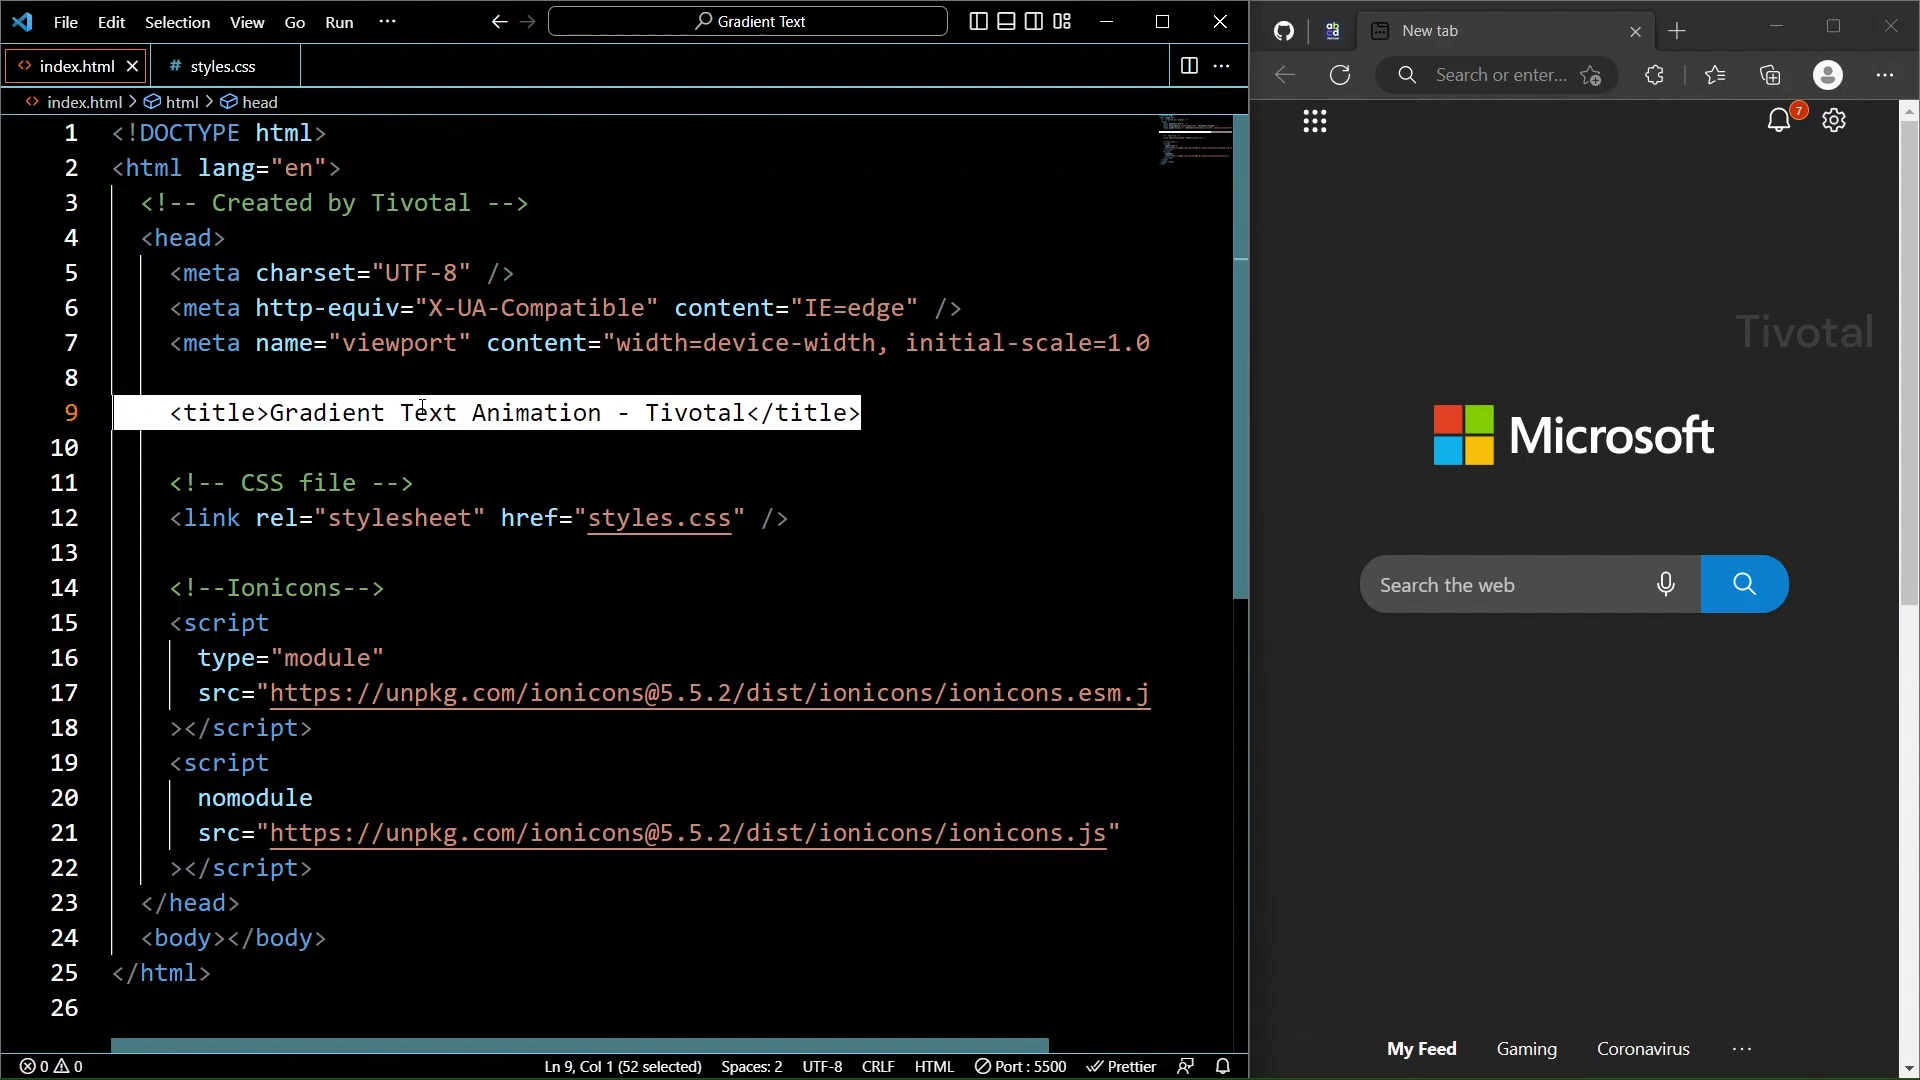 File Edit Selection View Go Run ···
Gradient Text
index.html
# styles.css
index.html > html > head
1 <!DOCTYPE html>
2 <html lang="en">
3 <!-- Created by Tivotal -->
4 <head>
5 <meta charset="UTF-8" />
6 <meta http-equiv="X-UA-Compatible" content="IE=edge" />
7 <meta name="viewport" content="width=device-width, initial-scale=1.0
8
9 <title>Gradient Text Animation - Tivotal</title>
10
11 <!-- CSS file -->
12 <link rel="stylesheet" href="styles.css" />
13
14 <!--Ionicons-->
15 <script
16 type="module"
17 src="https://unpkg.com/ionicons@5.5.2/dist/ionicons/ionicons.esm.j
18 ></script>
19 <script
20 nomodule
21 src="https://unpkg.com/ionicons@5.5.2/dist/ionicons/ionicons.js"
22 ></script>
23 </head>
24 <body></body>
25 </html>
26
0 0 Ln 9, Col 1 (52 selected) Spaces: 2 UTF-8 CRLF HTML Port : 5500 Prettier
New tab
Search or enter...
7
Tivotal
Microsoft
Search the web
My Feed Gaming Coronavirus ···